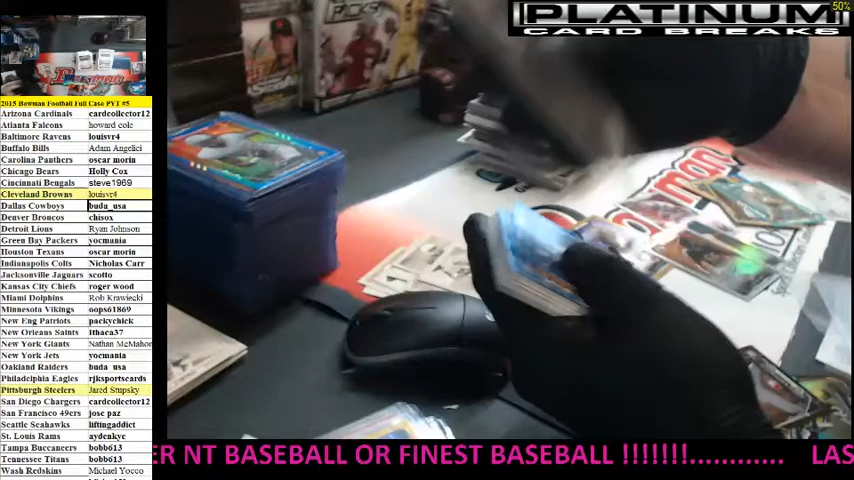 50%
PLATINUM
CARD BREAKS
2015 Bowman Football Full Case PYT #5
Arizona Cardinals cardcollector12
Atlanta Falcons howard cole
Baltimore Ravens louisvr4
Buffalo Bills Adam Angelici
Carolina Panthers oscar morin
Chicago Bears Holly Cox
Cincinnati Bengals steve1969
Cleveland Browns louisvr4
Dallas Cowboys buda_usa
Denver Broncos chisox
Detroit Lions Ryan Johnson
Green Bay Packers yocmania
Houston Texans oscar morin
Indianapolis Colts Nicholas Carr
Jacksonville Jaguars scotto
Kansas City Chiefs roger wood
Miami Dolphins Rob Krawiecki
Minnesota Vikings oops61869
New Eng Patriots packychick
New Orleans Saints Ithaca37
New York Giants Nathan McMahon
New York Jets yocmania
Oakland Raiders buda_usa
Philadelphia Eagles rjksportscards
Pittsburgh Steelers Jared Stupsky
San Diego Chargers cardcollector12
San Francisco 49ers jose paz
Seattle Seahawks liftingaddict
St. Louis Rams aydenkye
Tampa Buccaneers bobb613
Tennessee Titans bobb613
Wash Redskins Michael Yocco
ER NT BASEBALL OR FINEST BASEBALL !!!!!!!............ LAS